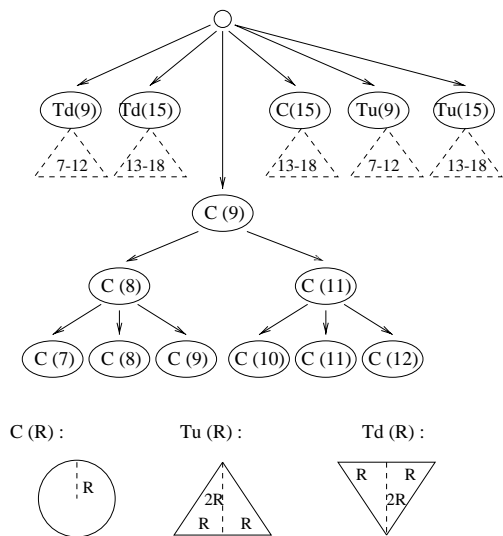 Td(9) Td(15) C(15) Tu(9) Tu(15)
7-12 13-18 13-18 7-12 13-18
C (9)
C (8) C (11)
C (7) C (8) C (9) C (10) C (11) C (12)
C (R) : Tu (R) : Td (R) :
R 2R R R R R 2R